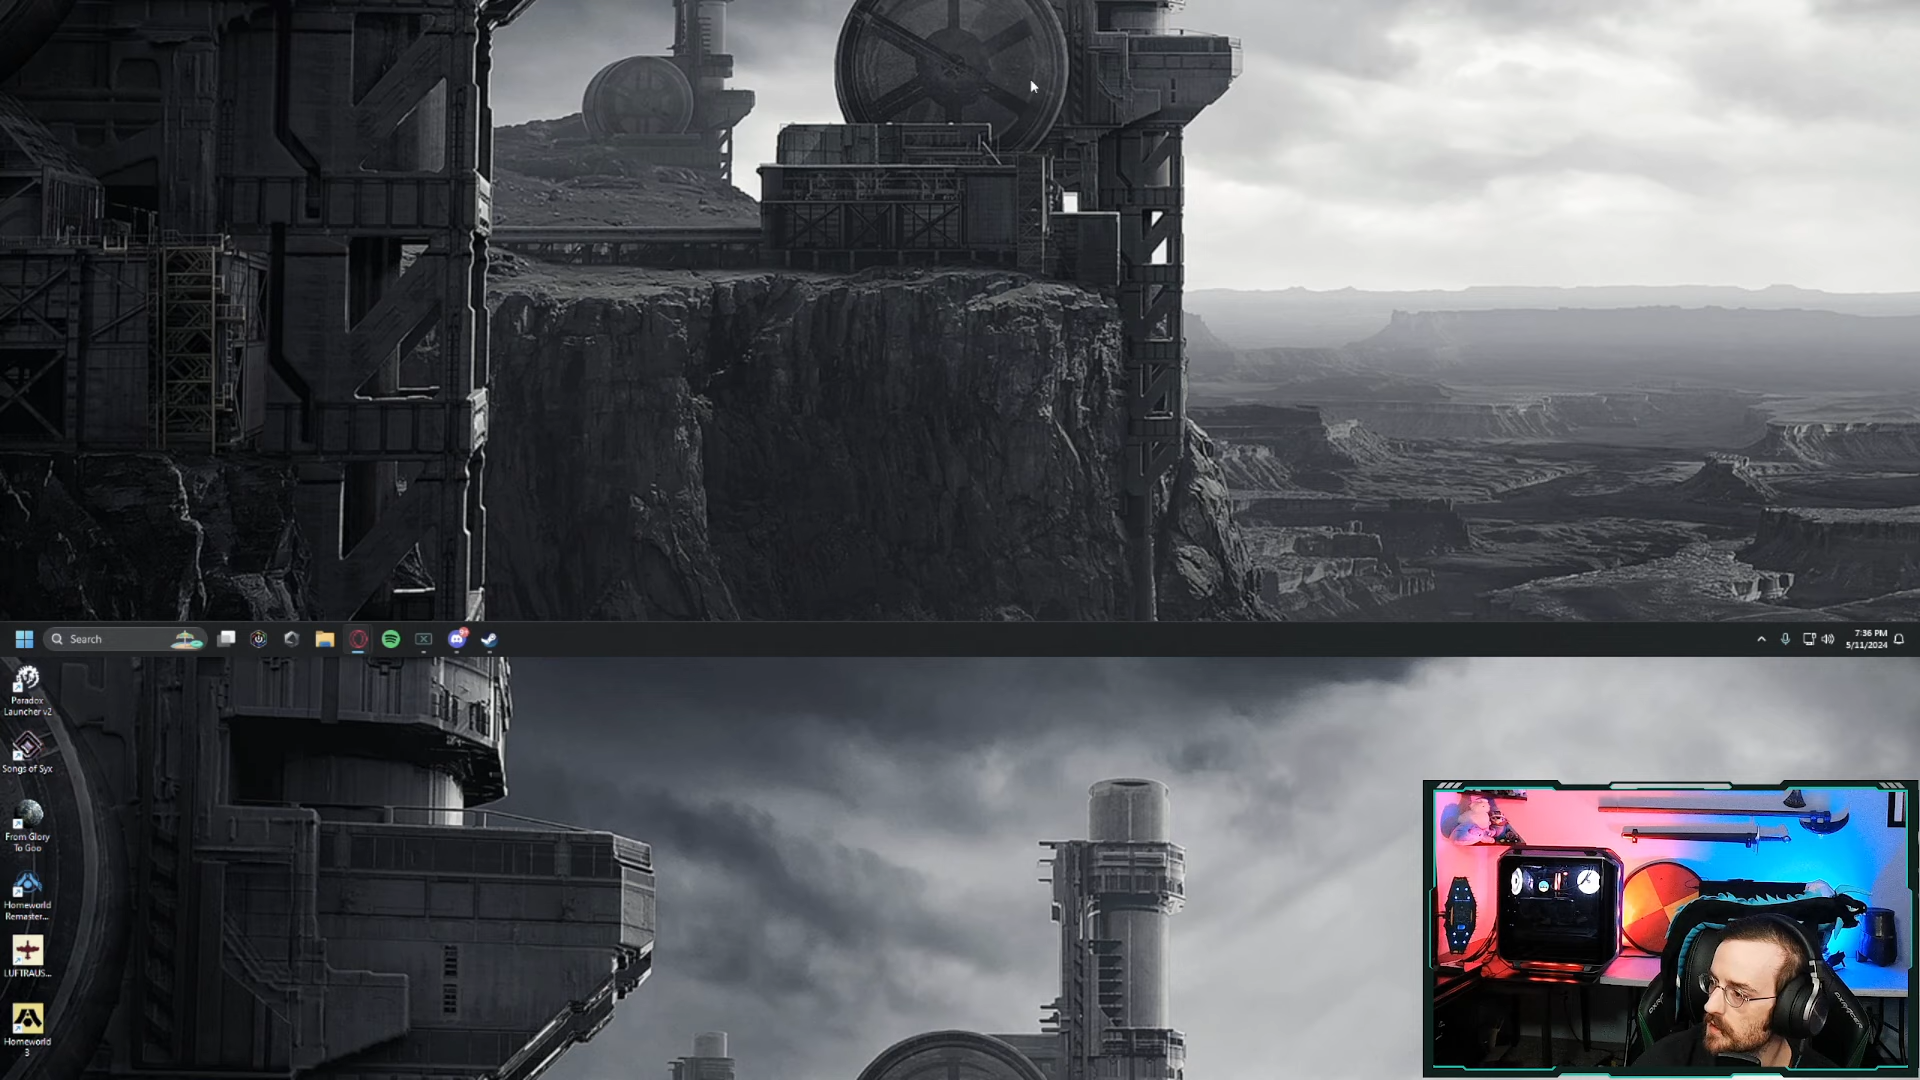 Search
7:36 PM
5/11/2024
Paradox
Launcher v2
Songs of Syx
From Glory
To Goo
Homeworld
Remaster...
LUFTRAUS...
Homeworld
3